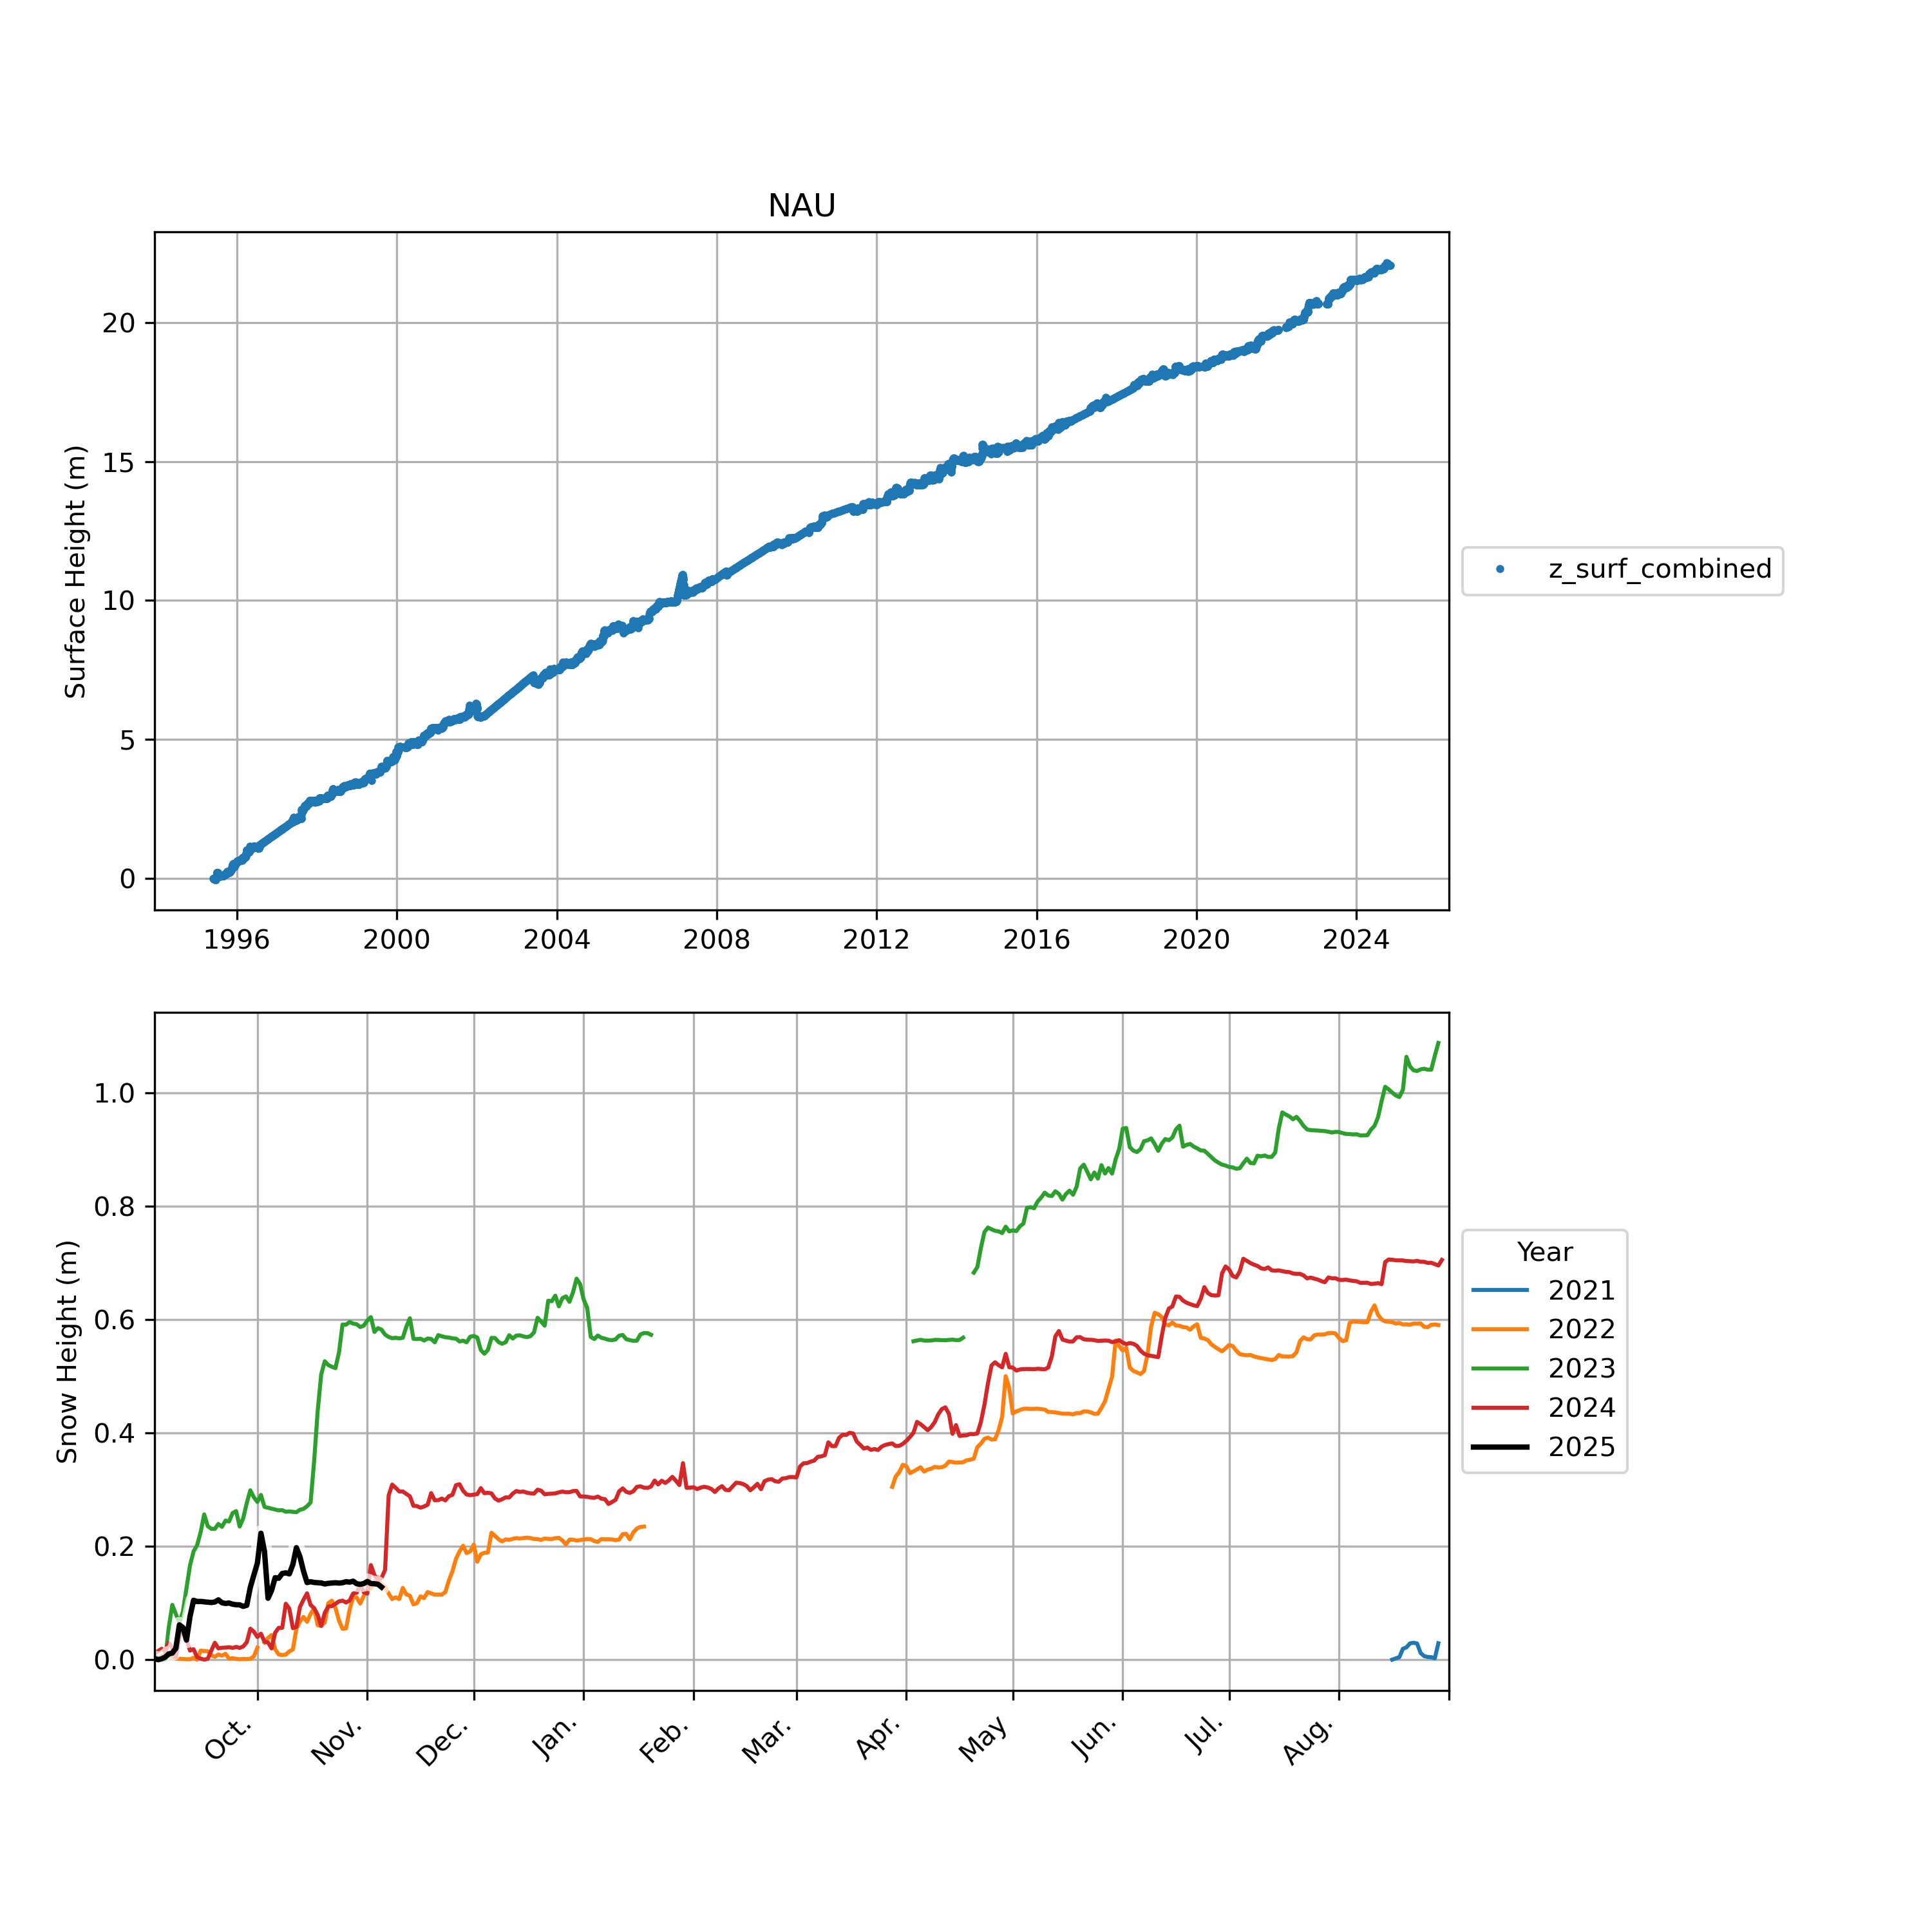 NAU
Surface Height (m)
20
15
10
5
0
1996 2000 2004 2008 2012 2016 2020 2024
z_surf_combined
Snow Height (m)
1.0
0.8
0.6
0.4
0.2
0.0
Oct. Nov. Dec. Jan. Feb. Mar. Apr. May Jun. Jul. Aug.
Year
2021
2022
2023
2024
2025